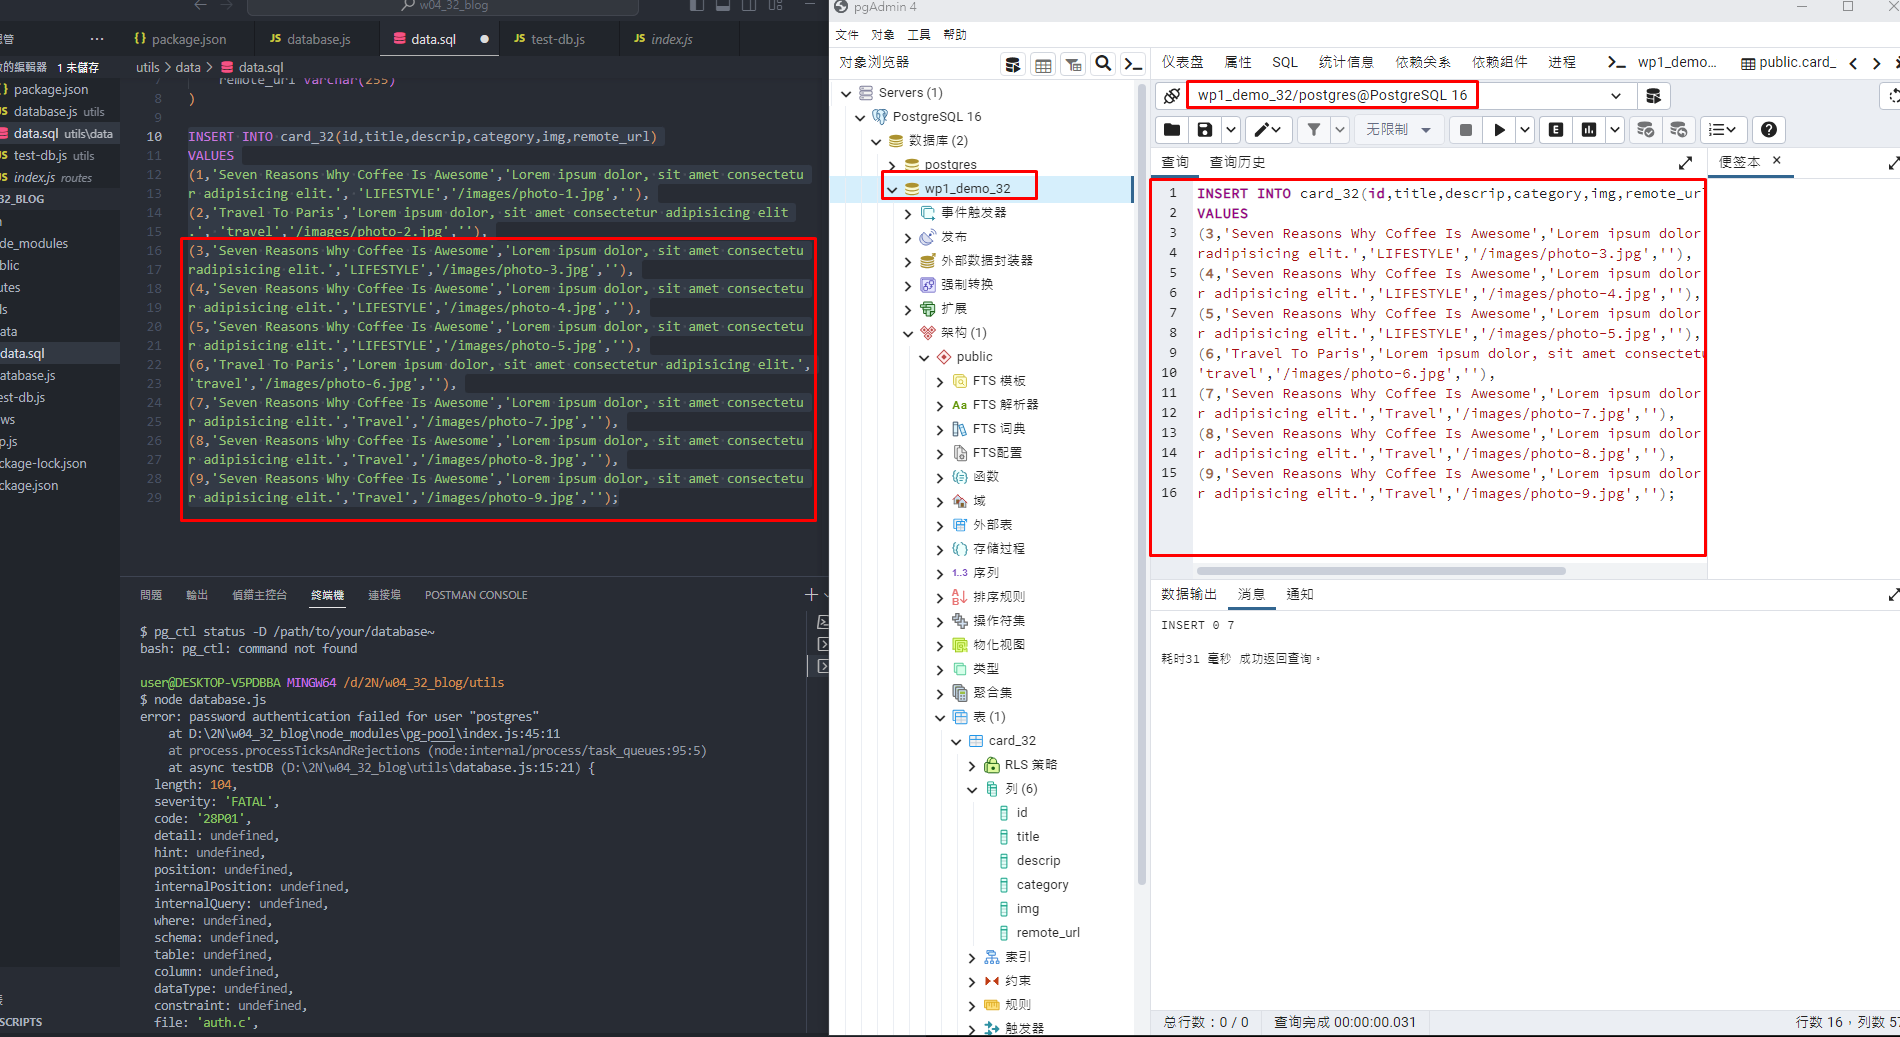 w04_32_blog
pgAdmin 4
package.json
database.js
data.sql
test-db.js
index.js
文件 对象 工具 帮助
1 未儲存
utils > data > data.sql
对象浏览器
仪表盘 属性 SQL 统计信息 依赖关系 依赖组件 进程 wp1_demo... public.card_
package.json
database.js utils
data.sql utils\data
test-db.js utils
index.js routes
32_BLOG
de_modules
blic
utes
ls
ata
data.sql
atabase.js
est-db.js
ws
p.js
ckage-lock.json
ckage.json
SCRIPTS
remote_url varchar(255)
8 )
9
10 INSERT INTO card_32(id,title,descrip,category,img,remote_url)
11 VALUES
12 (1,'Seven Reasons Why Coffee Is Awesome','Lorem ipsum dolor, sit amet consectetu
13 r adipisicing elit.', 'LIFESTYLE','/images/photo-1.jpg',''),
14 (2,'Travel To Paris','Lorem ipsum dolor, sit amet consectetur adipisicing elit
15 .', 'travel','/images/photo-2.jpg',''),
16 (3,'Seven Reasons Why Coffee Is Awesome','Lorem ipsum dolor, sit amet consectetu
17 radipisicing elit.','LIFESTYLE','/images/photo-3.jpg',''),
18 (4,'Seven Reasons Why Coffee Is Awesome','Lorem ipsum dolor, sit amet consectetu
19 r adipisicing elit.','LIFESTYLE','/images/photo-4.jpg',''),
20 (5,'Seven Reasons Why Coffee Is Awesome','Lorem ipsum dolor, sit amet consectetu
21 r adipisicing elit.','LIFESTYLE','/images/photo-5.jpg',''),
22 (6,'Travel To Paris','Lorem ipsum dolor, sit amet consectetur adipisicing elit.',
23 'travel','/images/photo-6.jpg',''),
24 (7,'Seven Reasons Why Coffee Is Awesome','Lorem ipsum dolor, sit amet consectetu
25 r adipisicing elit.','Travel','/images/photo-7.jpg',''),
26 (8,'Seven Reasons Why Coffee Is Awesome','Lorem ipsum dolor, sit amet consectetu
27 r adipisicing elit.','Travel','/images/photo-8.jpg',''),
28 (9,'Seven Reasons Why Coffee Is Awesome','Lorem ipsum dolor, sit amet consectetu
29 r adipisicing elit.','Travel','/images/photo-9.jpg','');
問題 輸出 偵錯主控台 終端機 連接埠 POSTMAN CONSOLE
$ pg_ctl status -D /path/to/your/database~
bash: pg_ctl: command not found
user@DESKTOP-V5PDBBA MINGW64 /d/2N/w04_32_blog/utils
$ node database.js
error: password authentication failed for user "postgres"
at D:\2N\w04_32_blog\node_modules\pg-pool\index.js:45:11
at process.processTicksAndRejections (node:internal/process/task_queues:95:5)
at async testDB (D:\2N\w04_32_blog\utils\database.js:15:21) {
length: 104,
severity: 'FATAL',
code: '28P01',
detail: undefined,
hint: undefined,
position: undefined,
internalPosition: undefined,
internalQuery: undefined,
where: undefined,
schema: undefined,
table: undefined,
column: undefined,
dataType: undefined,
constraint: undefined,
file: 'auth.c',
Servers (1)
PostgreSQL 16
数据库 (2)
postgres
wp1_demo_32
事件触发器
发布
外部数据封装器
强制转换
扩展
架构 (1)
public
FTS 模板
FTS 解析器
FTS 词典
FTS配置
函数
域
外部表
存储过程
1..3 序列
排序规则
操作符集
物化视图
类型
聚合集
表 (1)
card_32
RLS 策略
列 (6)
id
title
descrip
category
img
remote_url
索引
约束
规则
触发器
wp1_demo_32/postgres@PostgreSQL 16
无限制
查询 查询历史 便签本
1 INSERT INTO card_32(id,title,descrip,category,img,remote_ur
2 VALUES
3 (3,'Seven Reasons Why Coffee Is Awesome','Lorem ipsum dolor
4 radipisicing elit.','LIFESTYLE','/images/photo-3.jpg',''),
5 (4,'Seven Reasons Why Coffee Is Awesome','Lorem ipsum dolor
6 r adipisicing elit.','LIFESTYLE','/images/photo-4.jpg',''),
7 (5,'Seven Reasons Why Coffee Is Awesome','Lorem ipsum dolor
8 r adipisicing elit.','LIFESTYLE','/images/photo-5.jpg',''),
9 (6,'Travel To Paris','Lorem ipsum dolor, sit amet consectetu
10 'travel','/images/photo-6.jpg',''),
11 (7,'Seven Reasons Why Coffee Is Awesome','Lorem ipsum dolor
12 r adipisicing elit.','Travel','/images/photo-7.jpg',''),
13 (8,'Seven Reasons Why Coffee Is Awesome','Lorem ipsum dolor
14 r adipisicing elit.','Travel','/images/photo-8.jpg',''),
15 (9,'Seven Reasons Why Coffee Is Awesome','Lorem ipsum dolor
16 r adipisicing elit.','Travel','/images/photo-9.jpg','');
数据输出 消息 通知
INSERT 0 7
耗时31 毫秒 成功返回查询。
总行数：0 / 0 查询完成 00:00:00.031 行数 16，列数 57